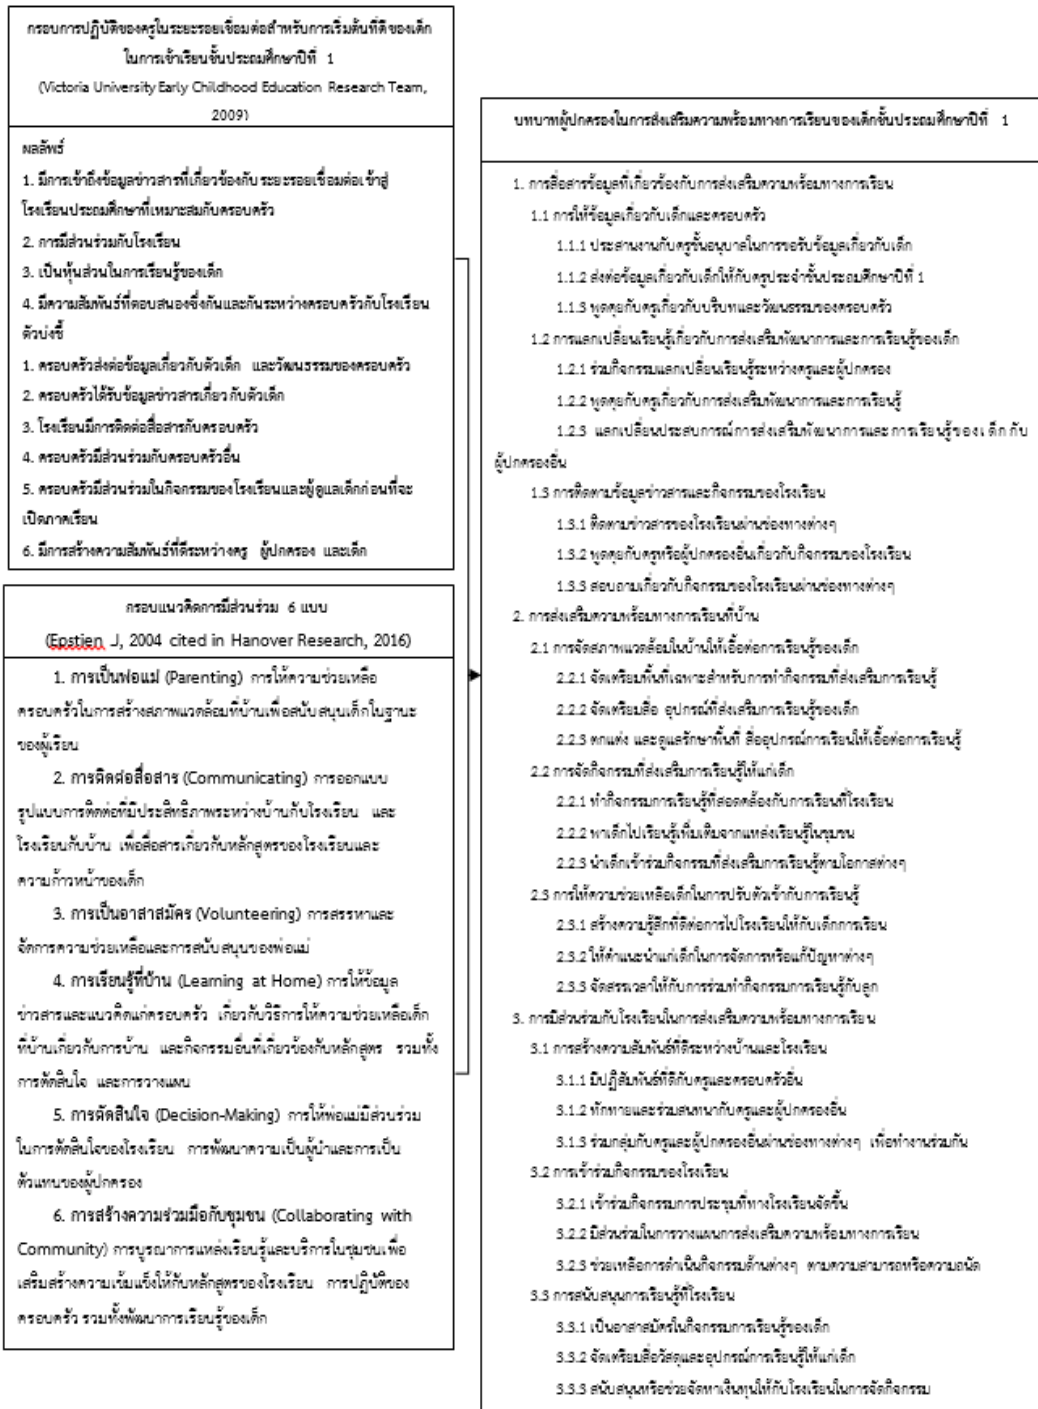 กรอบการปฏิบัติของครูในระยะรอยเชื่อมต่อสำหรับการเริ่มต้นที่ดีของเด็ก
ในการเข้าเรียนชั้นประถมศึกษาปีที่ 1
(Victoria University Early Childhood Education Research Team,
2009)
ผลลัพธ์
1. มีการเข้าถึงข้อมูลข่าวสารที่เกี่ยวข้องกับระยะรอยเชื่อมต่อเข้าสู่
โรงเรียนประถมศึกษาที่เหมาะสมกับครอบครัว
2. การมีส่วนร่วมกับโรงเรียน
3. เป็นหุ้นส่วนในการเรียนรู้ของเด็ก
4. มีความสัมพันธ์ที่ตอบสนองซึ่งกันและกันระหว่างครอบครัวกับโรงเรียน
ตัวบ่งชี้
1. ครอบครัวส่งต่อข้อมูลเกี่ยวกับตัวเด็ก และวัฒนธรรมของครอบครัว
2. ครอบครัวได้รับข้อมูลข่าวสารเกี่ยวกับตัวเด็ก
3. โรงเรียนมีการติดต่อสื่อสารกับครอบครัว
4. ครอบครัวมีส่วนร่วมกับครอบครัวอื่น
5. ครอบครัวมีส่วนร่วมในกิจกรรมของโรงเรียนและผู้ดูแลเด็กก่อนที่จะ
เปิดภาคเรียน
6. มีการสร้างความสัมพันธ์ที่ดีระหว่างครู ผู้ปกครอง และเด็ก
กรอบแนวคิดการมีส่วนร่วม 6 แบบ
(Epstien, J, 2004 cited in Hanover Research, 2016)
1. การเป็นพ่อแม่ (Parenting) การให้ความช่วยเหลือ
ครอบครัวในการสร้างสภาพแวดล้อมที่บ้านเพื่อสนับสนุนเด็กในฐานะ
ของผู้เรียน
2. การติดต่อสื่อสาร (Communicating) การออกแบบ
รูปแบบการติดต่อที่มีประสิทธิภาพระหว่างบ้านกับโรงเรียน และ
โรงเรียนกับบ้าน เพื่อสื่อสารเกี่ยวกับหลักสูตรของโรงเรียนและ
ความก้าวหน้าของเด็ก
3. การเป็นอาสาสมัคร (Volunteering) การสรรหาและ
จัดการความช่วยเหลือและการสนับสนุนของพ่อแม่
4. การเรียนรู้ที่บ้าน (Learning at Home) การให้ข้อมูล
ข่าวสารและแนวคิดแก่ครอบครัว เกี่ยวกับวิธีการให้ความช่วยเหลือเด็ก
ที่บ้านเกี่ยวกับการบ้าน และกิจกรรมอื่นที่เกี่ยวข้องกับหลักสูตร รวมทั้ง
การตัดสินใจ และการวางแผน
5. การตัดสินใจ (Decision-Making) การให้พ่อแม่มีส่วนร่วม
ในการตัดสินใจของโรงเรียน การพัฒนาความเป็นผู้นำและการเป็น
ตัวแทนของผู้ปกครอง
6. การสร้างความร่วมมือกับชุมชน (Collaborating with
Community) การบูรณาการแหล่งเรียนรู้และบริการในชุมชนเพื่อ
เสริมสร้างความเข้มแข็งให้กับหลักสูตรของโรงเรียน การปฏิบัติของ
ครอบครัว รวมทั้งพัฒนาการเรียนรู้ของเด็ก
บทบาทผู้ปกครองในการส่งเสริมความพร้อมทางการเรียนของเด็กชั้นประถมศึกษาปีที่ 1
1. การสื่อสารข้อมูลที่เกี่ยวข้องกับการส่งเสริมความพร้อมทางการเรียน
1.1 การให้ข้อมูลเกี่ยวกับเด็กและครอบครัว
1.1.1 ประสานงานกับครูชั้นอนุบาลในการขอรับข้อมูลเกี่ยวกับเด็ก
1.1.2 ส่งต่อข้อมูลเกี่ยวกับเด็กให้กับครูประจำชั้นประถมศึกษาปีที่ 1
1.1.3 พูดคุยกับครูเกี่ยวกับบริบทและวัฒนธรรมของครอบครัว
1.2 การแลกเปลี่ยนเรียนรู้เกี่ยวกับการส่งเสริมพัฒนาการและการเรียนรู้ของเด็ก
1.2.1 ร่วมกิจกรรมแลกเปลี่ยนเรียนรู้ระหว่างครูและผู้ปกครอง
1.2.2 พูดคุยกับครูเกี่ยวกับการส่งเสริมพัฒนาการและการเรียนรู้
1.2.3 แลกเปลี่ยนประสบการณ์การส่งเสริมพัฒนาการและการเรียนรู้ของเด็กกับ
ผู้ปกครองอื่น
1.3 การติดตามข้อมูลข่าวสารและกิจกรรมของโรงเรียน
1.3.1 ติดตามข่าวสารของโรงเรียนผ่านช่องทางต่างๆ
1.3.2 พูดคุยกับครูหรือผู้ปกครองอื่นเกี่ยวกับกิจกรรมของโรงเรียน
1.3.3 สอบถามเกี่ยวกับกิจกรรมของโรงเรียนผ่านช่องทางต่างๆ
2. การส่งเสริมความพร้อมทางการเรียนที่บ้าน
2.1 การจัดสภาพแวดล้อมในบ้านให้เอื้อต่อการเรียนรู้ของเด็ก
2.2.1 จัดเตรียมพื้นที่เฉพาะสำหรับการทำกิจกรรมที่ส่งเสริมการเรียนรู้
2.2.2 จัดเตรียมสื่อ อุปกรณ์ที่ส่งเสริมการเรียนรู้ของเด็ก
2.2.3 ตกแต่ง และดูแลรักษาพื้นที่ สื่ออุปกรณ์การเรียนให้เอื้อต่อการเรียนรู้
2.2 การจัดกิจกรรมที่ส่งเสริมการเรียนรู้ให้แก่เด็ก
2.2.1 ทำกิจกรรมการเรียนรู้ที่สอดคล้องกับการเรียนที่โรงเรียน
2.2.2 พาเด็กไปเรียนรู้เพิ่มเติมจากแหล่งเรียนรู้ในชุมชน
2.2.3 นำเด็กเข้าร่วมกิจกรรมที่ส่งเสริมการเรียนรู้ตามโอกาสต่างๆ
2.3 การให้ความช่วยเหลือเด็กในการปรับตัวเข้ากับการเรียนรู้
2.3.1 สร้างความรู้สึกที่ดีต่อการไปโรงเรียนให้กับเด็กการเรียน
2.3.2 ให้คำแนะนำแก่เด็กในการจัดการหรือแก้ปัญหาต่างๆ
2.3.3 จัดสรรเวลาให้กับการร่วมทำกิจกรรมการเรียนรู้กับลูก
3. การมีส่วนร่วมกับโรงเรียนในการส่งเสริมความพร้อมทางการเรียน
3.1 การสร้างความสัมพันธ์ที่ดีระหว่างบ้านและโรงเรียน
3.1.1 มีปฏิสัมพันธ์ที่ดีกับครูและครอบครัวอื่น
3.1.2 ทักทายและร่วมสนทนากับครูและผู้ปกครองอื่น
3.1.3 ร่วมกลุ่มกับครูและผู้ปกครองอื่นผ่านช่องทางต่างๆ เพื่อทำงานร่วมกัน
3.2 การเข้าร่วมกิจกรรมของโรงเรียน
3.2.1 เข้าร่วมกิจกรรมการประชุมที่ทางโรงเรียนจัดขึ้น
3.2.2 มีส่วนร่วมในการวางแผนการส่งเสริมความพร้อมทางการเรียน
3.2.3 ช่วยเหลือการดำเนินกิจกรรมด้านต่างๆ ตามความสามารถหรือความถนัด
3.3 การสนับสนุนการเรียนรู้ที่โรงเรียน
3.3.1 เป็นอาสาสมัครในกิจกรรมการเรียนรู้ของเด็ก
3.3.2 จัดเตรียมสื่อวัสดุและอุปกรณ์การเรียนรู้ให้แก่เด็ก
3.3.3 สนับสนุนหรือช่วยจัดหาเงินทุนให้กับโรงเรียนในการจัดกิจกรรม